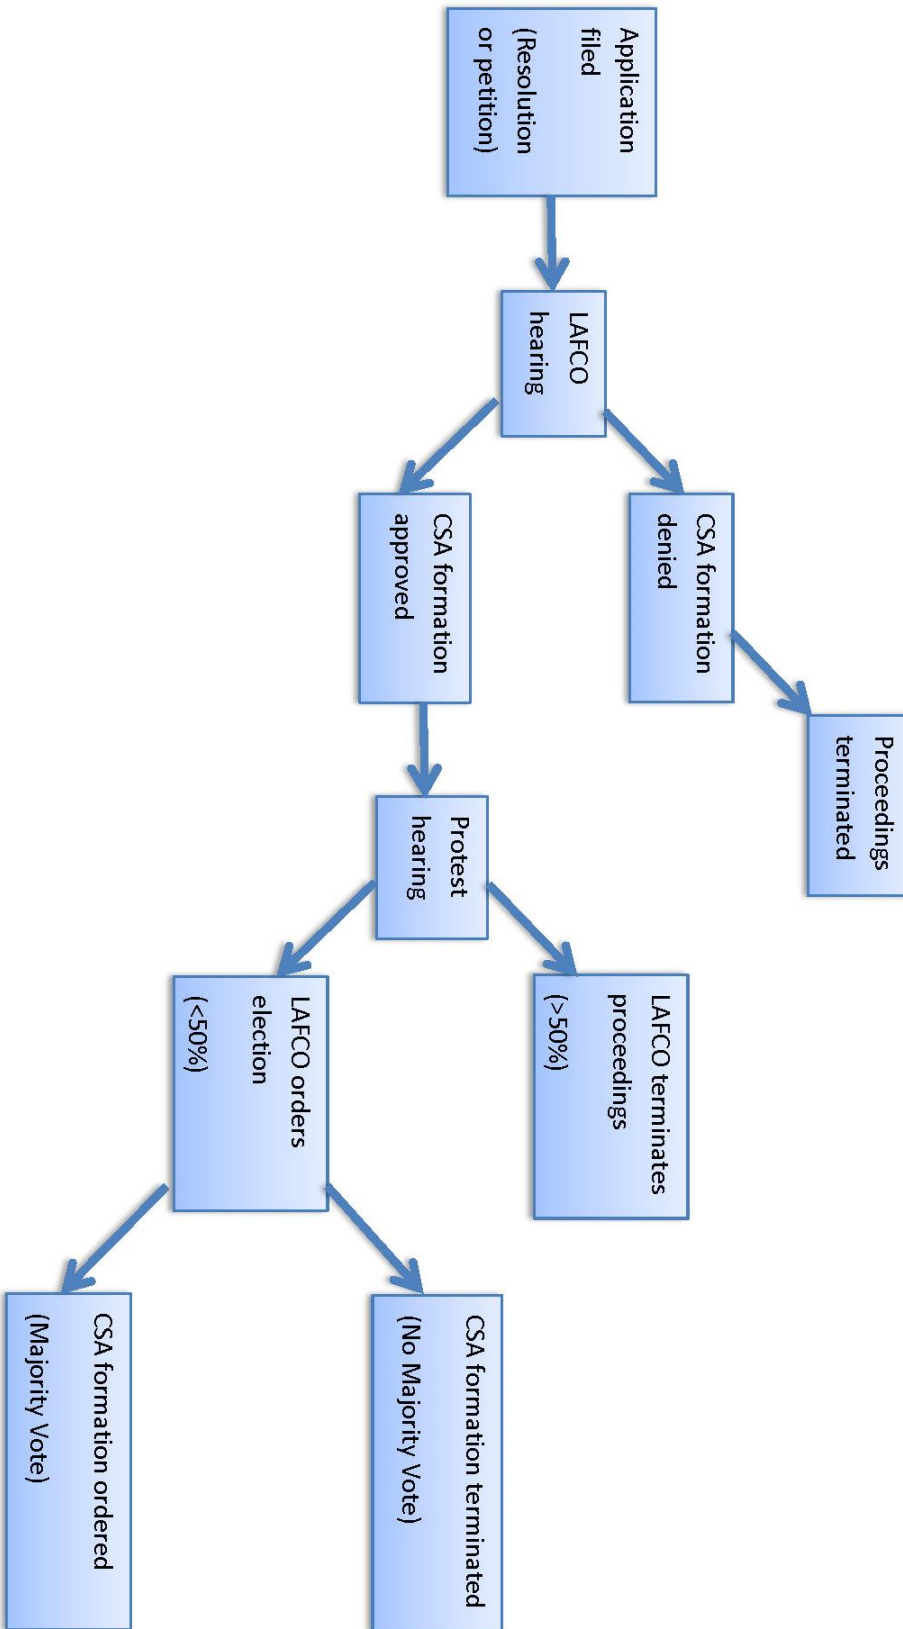 Application
filed
(Resolution
or petition)
LAFCO
hearing
CSA formation
denied
Proceedings
terminated
CSA formation
approved
Protest
hearing
LAFCO terminates
proceedings
(>50%)
LAFCO orders
election
(<50%)
CSA formation terminated
(No Majority Vote)
CSA formation ordered
(Majority Vote)